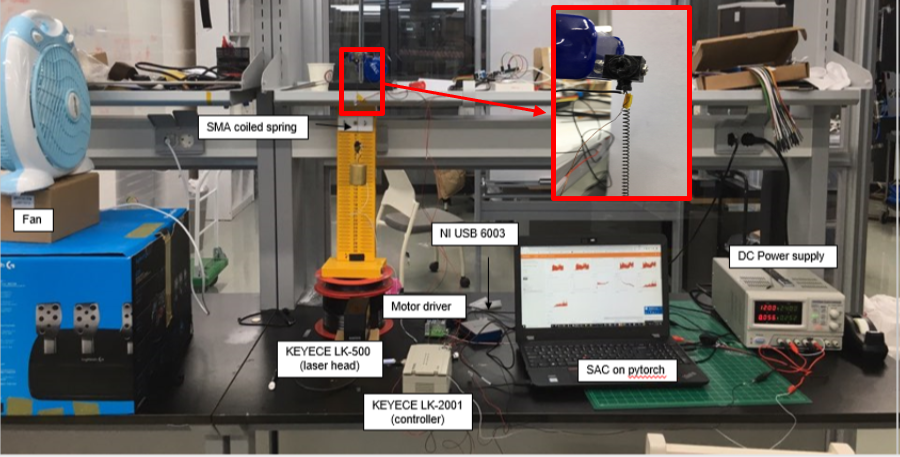 SMA coiled spring
Fan
NI USB 6003
DC Power supply
Motor driver
KEYECE LK-500
(laser head)
SAC on pytorch
KEYECE LK-2001
(controller)